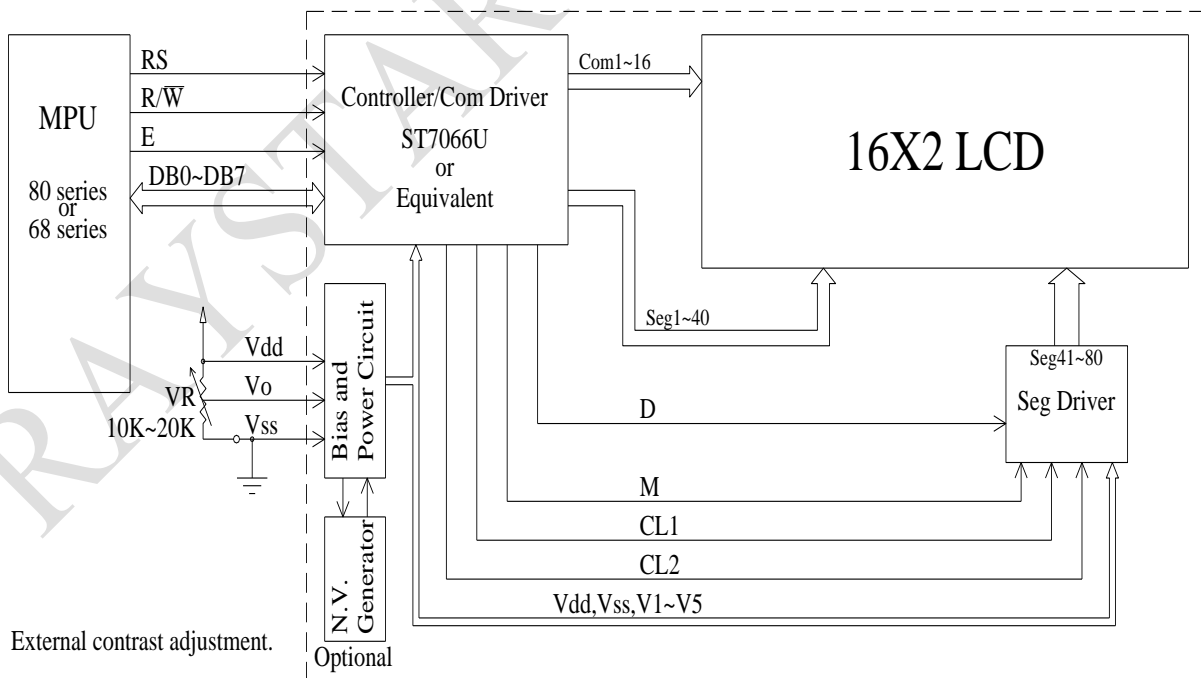 RS
R/W̅
E
DB0~DB7
MPU
80 series
or
68 series
Controller/Com Driver
ST7066U
or
Equivalent
Com1~16
16X2 LCD
Seg1~40
Vdd
Vo
Vss
VR
10K~20K
Bias and
Power Circuit
N.V.
Generator
Optional
Seg41~80
Seg Driver
D
M
CL1
CL2
Vdd,Vss,V1~V5
External contrast adjustment.
RAYSTAR